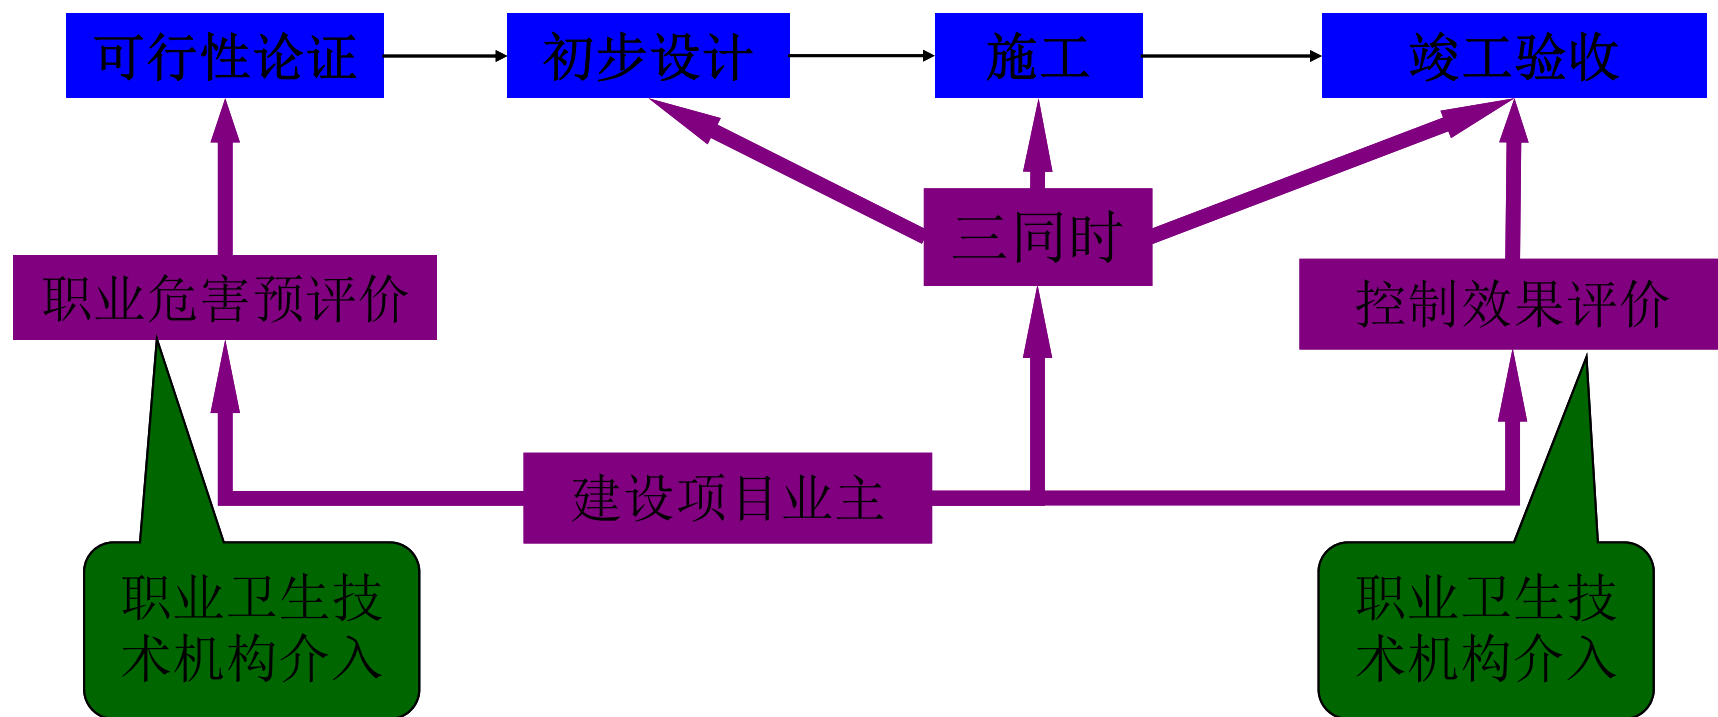 可行性论证
初步设计
施工
竣工验收
三同时
职业危害预评价
控制效果评价
建设项目业主
职业卫生技
术机构介入
职业卫生技
术机构介入